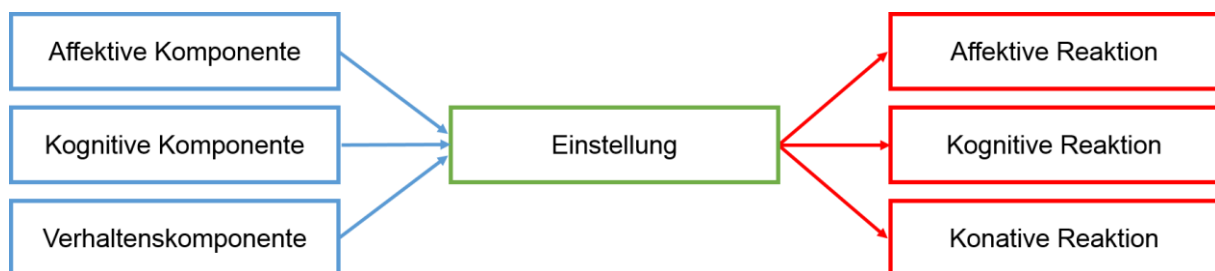 Affektive Komponente
Kognitive Komponente
Verhaltenskomponente
Einstellung
Affektive Reaktion
Kognitive Reaktion
Konative Reaktion